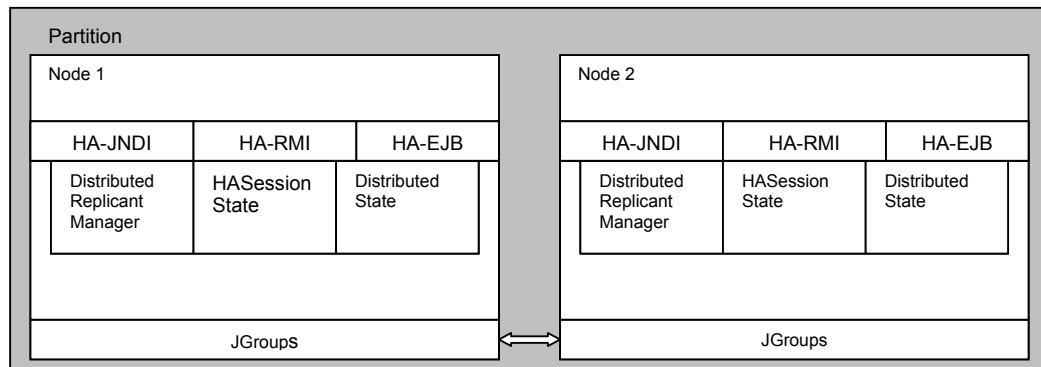 Partition
Node 1
HA-JNDI
HA-RMI
HA-EJB
Distributed
Replicant
Manager
HASession
State
Distributed
State
JGroups
Node 2
HA-JNDI
HA-RMI
HA-EJB
Distributed
Replicant
Manager
HASession
State
Distributed
State
JGroups